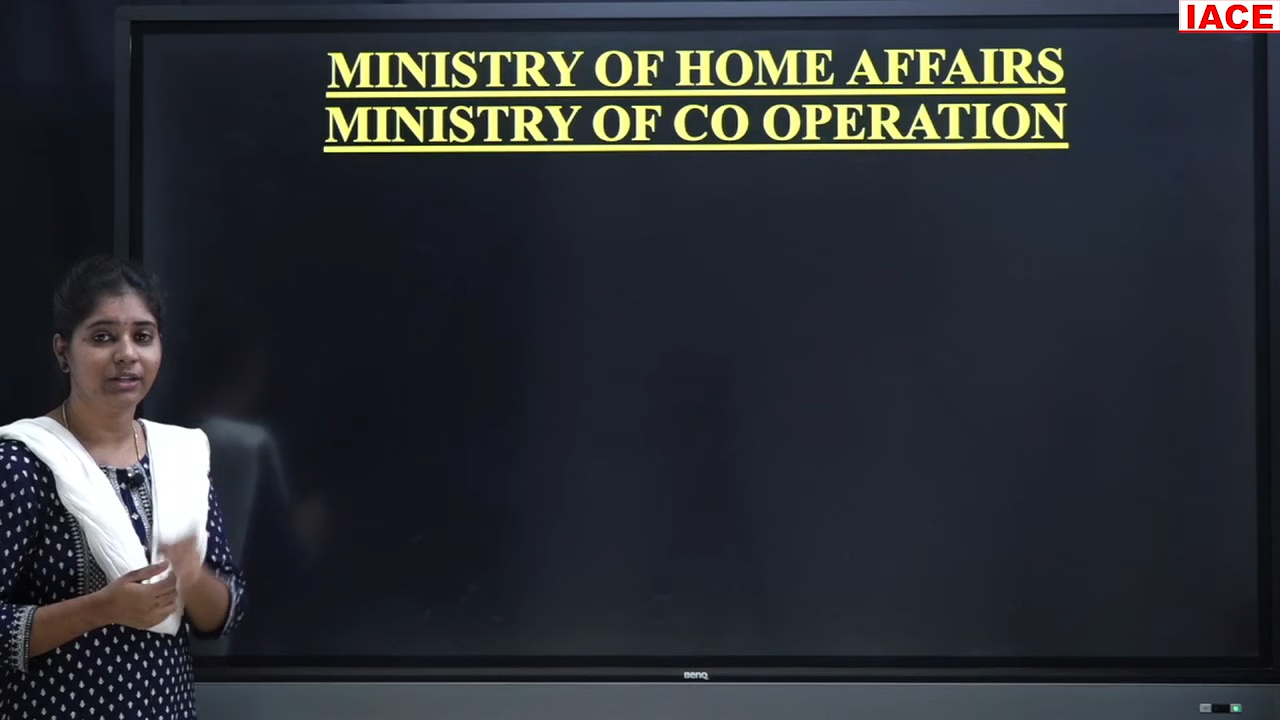 IACE
MINISTRY OF HOME AFFAIRS
MINISTRY OF CO OPERATION
BenQ